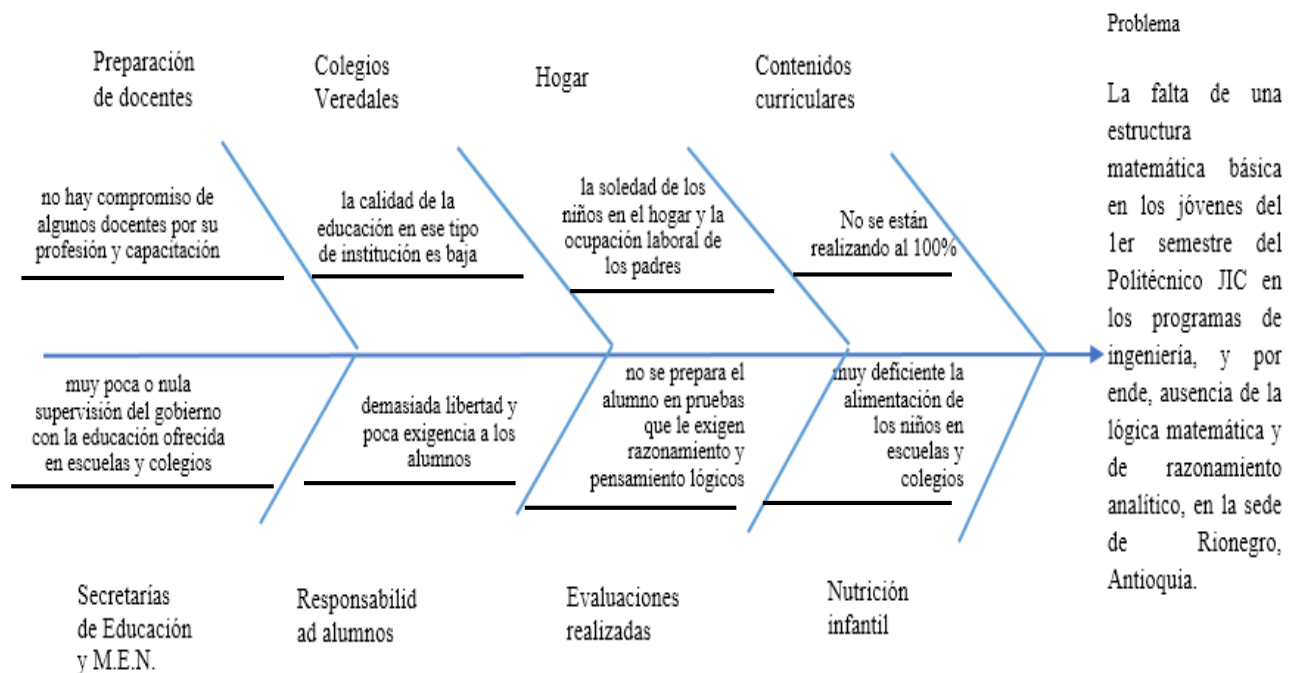 Preparación
de docentes
Colegios
Veredales
Hogar
Contenidos
curriculares
no hay compromiso de
algunos docentes por su
profesión y capacitación
la calidad de la
educación en ese tipo
de institución es baja
la soledad de los
niños en el hogar y la
ocupación laboral de
los padres
No se están
realizando al 100%
muy poca o nula
supervisión del gobierno
con la educación ofrecida
en escuelas y colegios
demasiada libertad y
poca exigencia a los
alumnos
no se prepara el
alumno en pruebas
que le exigen
razonamiento y
pensamiento lógicos
muy deficiente la
alimentación de
los niños en
escuelas y
colegios
Secretarías
de Educación
y M.E.N.
Responsabilid
ad alumnos
Evaluaciones
realizadas
Nutrición
infantil
Problema
La falta de una
estructura
matemática básica
en los jóvenes del
1er semestre del
Politécnico JIC en
los programas de
ingeniería, y por
ende, ausencia de la
lógica matemática y
de razonamiento
analítico, en la sede
de Rionegro,
Antioquia.